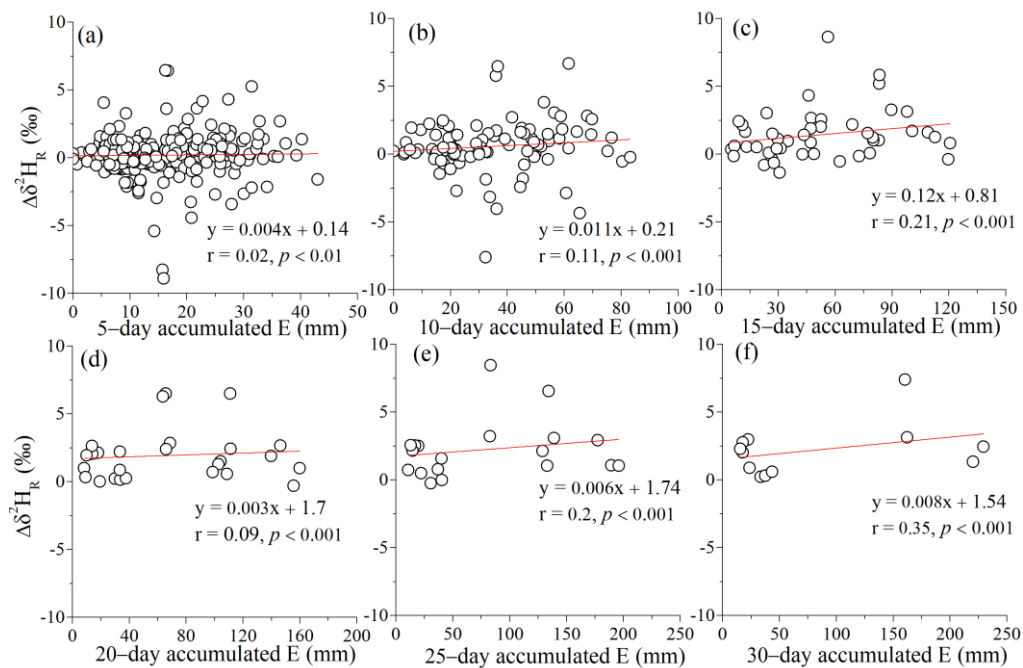 (a)
10
5
0
-5
-10
Δδ²H_R (‰)
y = 0.004x + 0.14
r = 0.02, p < 0.01
0 10 20 30 40 50
5–day accumulated E (mm)
(b)
10
5
0
-5
-10
y = 0.011x + 0.21
r = 0.11, p < 0.001
0 20 40 60 80 100
10–day accumulated E (mm)
(c)
10
5
0
-5
-10
y = 0.12x + 0.81
r = 0.21, p < 0.001
0 30 60 90 120 150
15–day accumulated E (mm)
(d)
10
5
0
-5
-10
Δδ²H_R (‰)
y = 0.003x + 1.7
r = 0.09, p < 0.001
0 40 80 120 160 200
20–day accumulated E (mm)
(e)
10
5
0
-5
-10
y = 0.006x + 1.74
r = 0.2, p < 0.001
0 50 100 150 200 250
25–day accumulated E (mm)
(f)
10
5
0
-5
-10
y = 0.008x + 1.54
r = 0.35, p < 0.001
0 50 100 150 200 250
30–day accumulated E (mm)